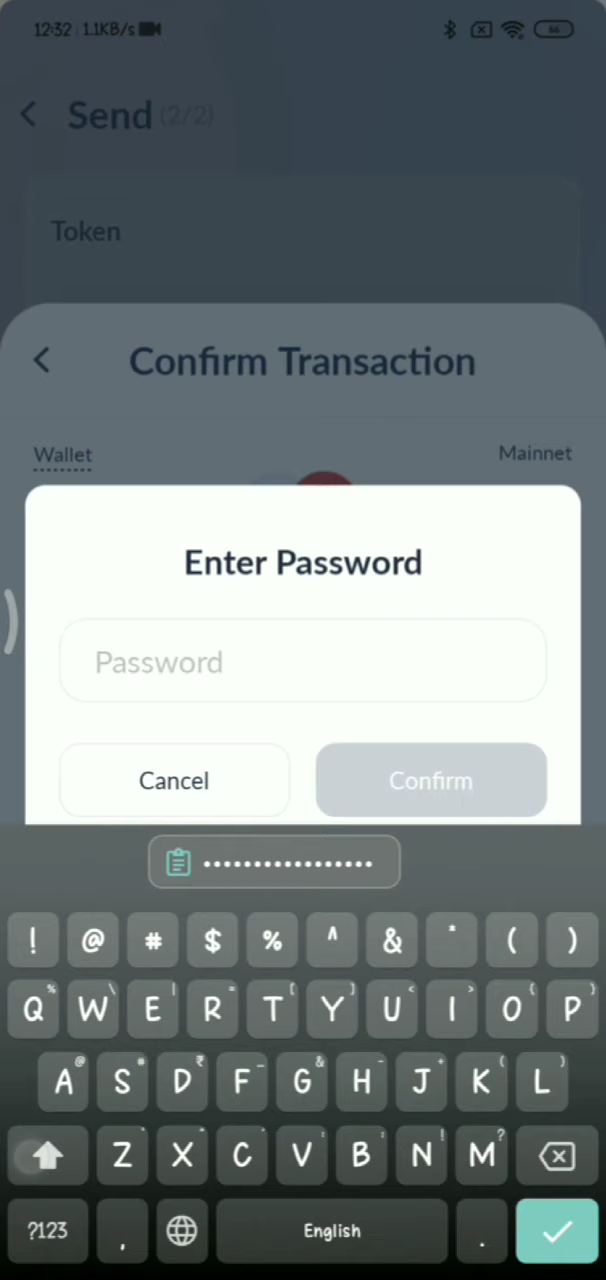 12:32 1.1KB/s 66
Send (2/2)
Token
Confirm Transaction
Wallet Mainnet
Enter Password
Password
Cancel Confirm
•••••••••••••••••
! @ # $ % ^ & * ( )
Q W E R T Y U I O P
A S D F G H J K L
Z X C V B N M
?123 , English .